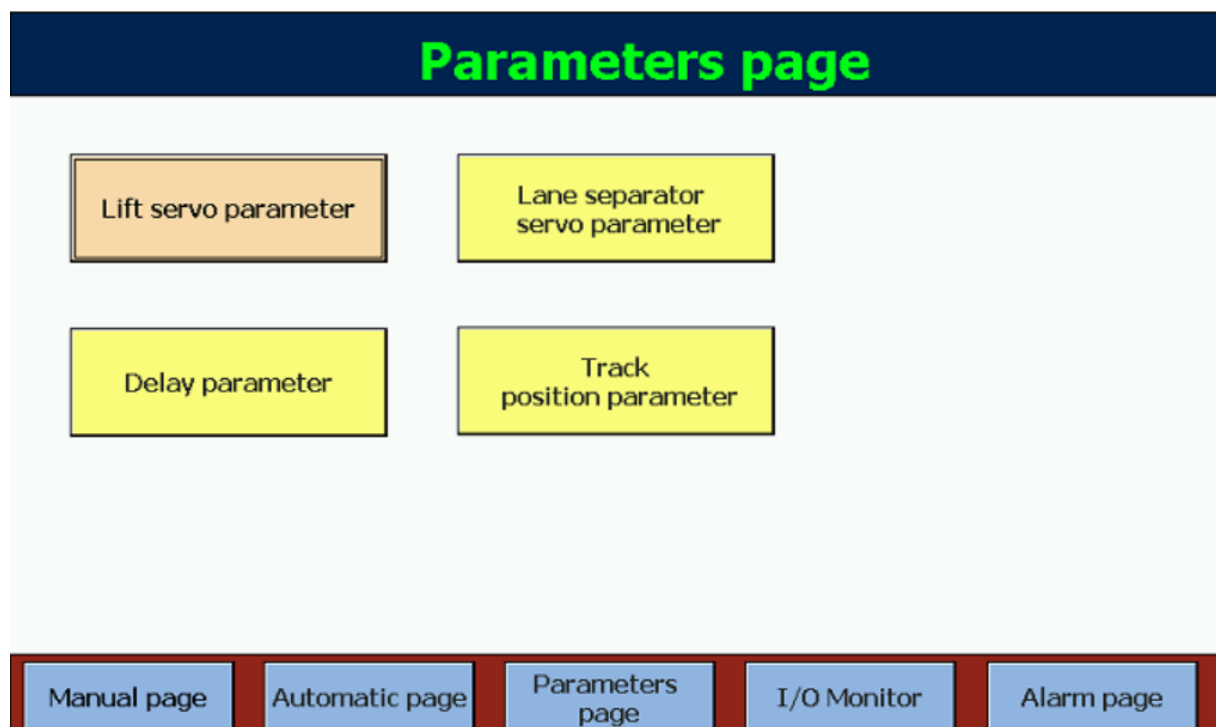 Parameters page
Lift servo parameter
Lane separator
servo parameter
Delay parameter
Track
position parameter
Manual page
Automatic page
Parameters
page
I/O Monitor
Alarm page